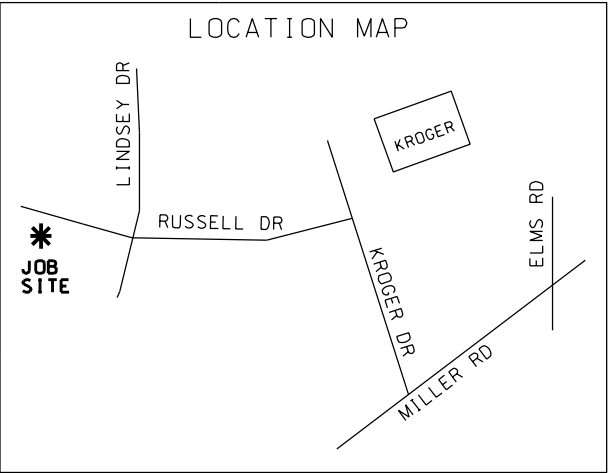 LOCATION MAP
LINDSEY DR
KROGER
RUSSELL DR
ELMS RD
JOB
SITE
KROGER DR
MILLER RD